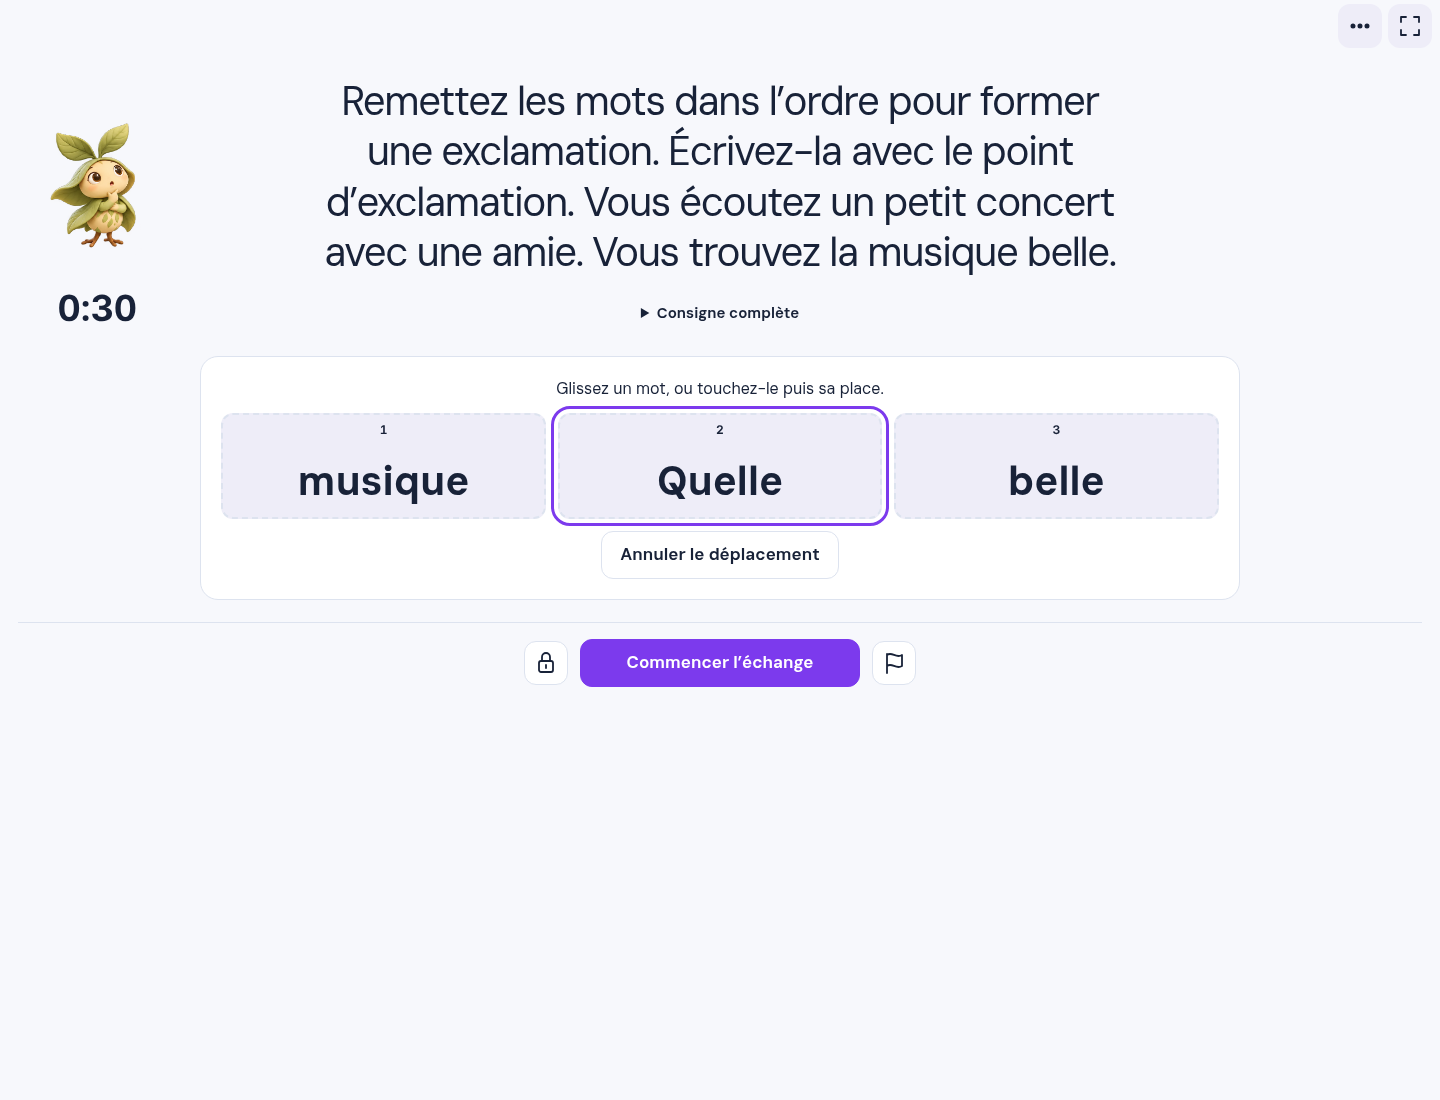 Remettez les mots dans l’ordre pour former
une exclamation. Écrivez-la avec le point
d’exclamation. Vous écoutez un petit concert
avec une amie. Vous trouvez la musique belle.
0:30
Consigne complète
Glissez un mot, ou touchez-le puis sa place.
1
musique
2
Quelle
3
belle
Annuler le déplacement
Commencer l’échange